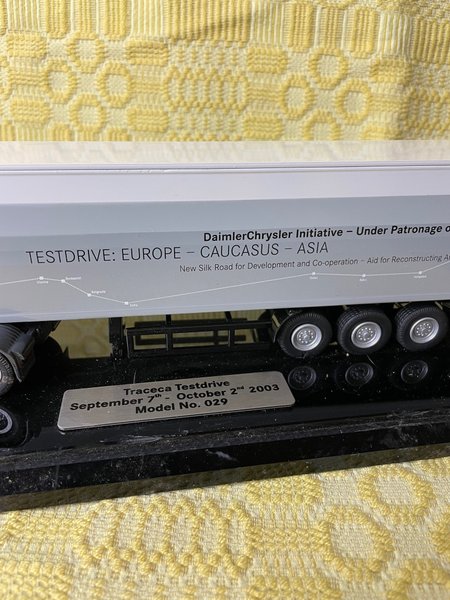 DaimlerChrysler Initiative – Under Patronage o
TESTDRIVE: EUROPE – CAUCASUS – ASIA
New Silk Road for Development and Co-operation – Aid for Reconstructing A
Traceca Testdrive
September 7th - October 2nd 2003
Model No. 029